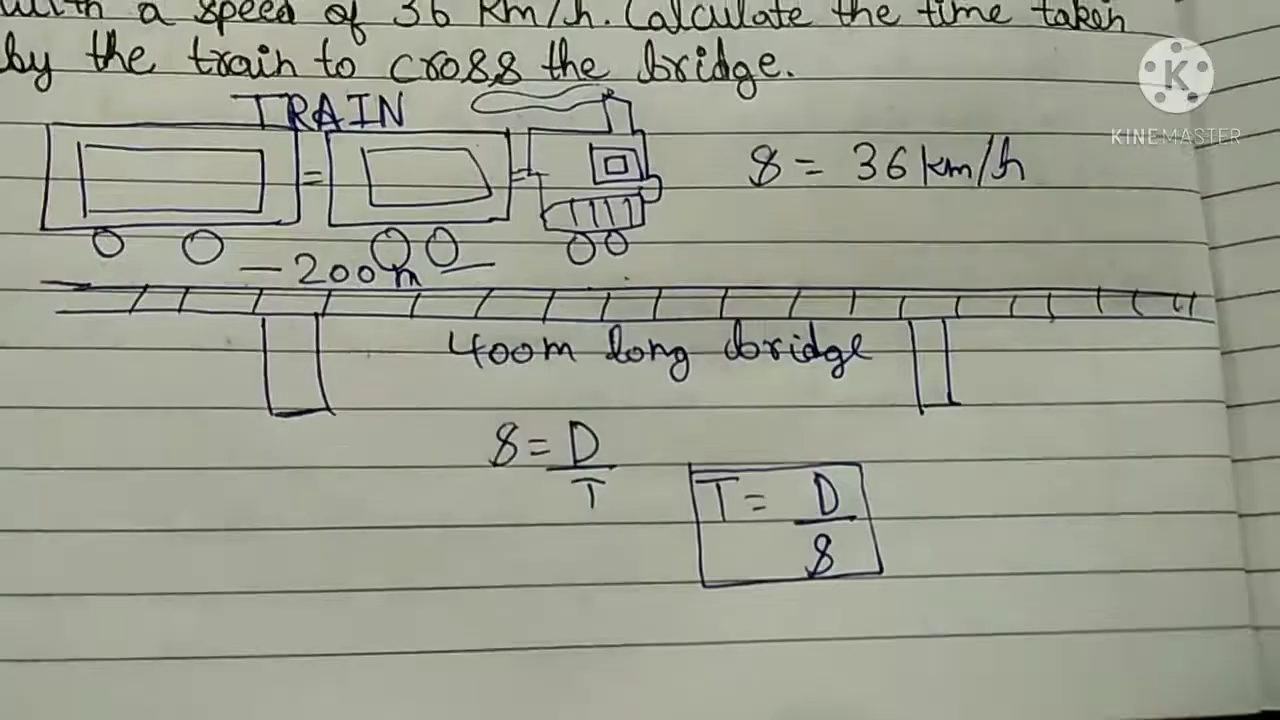 with a speed of 36 Km/h. Calculate the time taken
by the train to cross the bridge.
TRAIN
KINEMASTER
S = 36 km/h
200m
400m long bridge
S = D
T
T = D
S